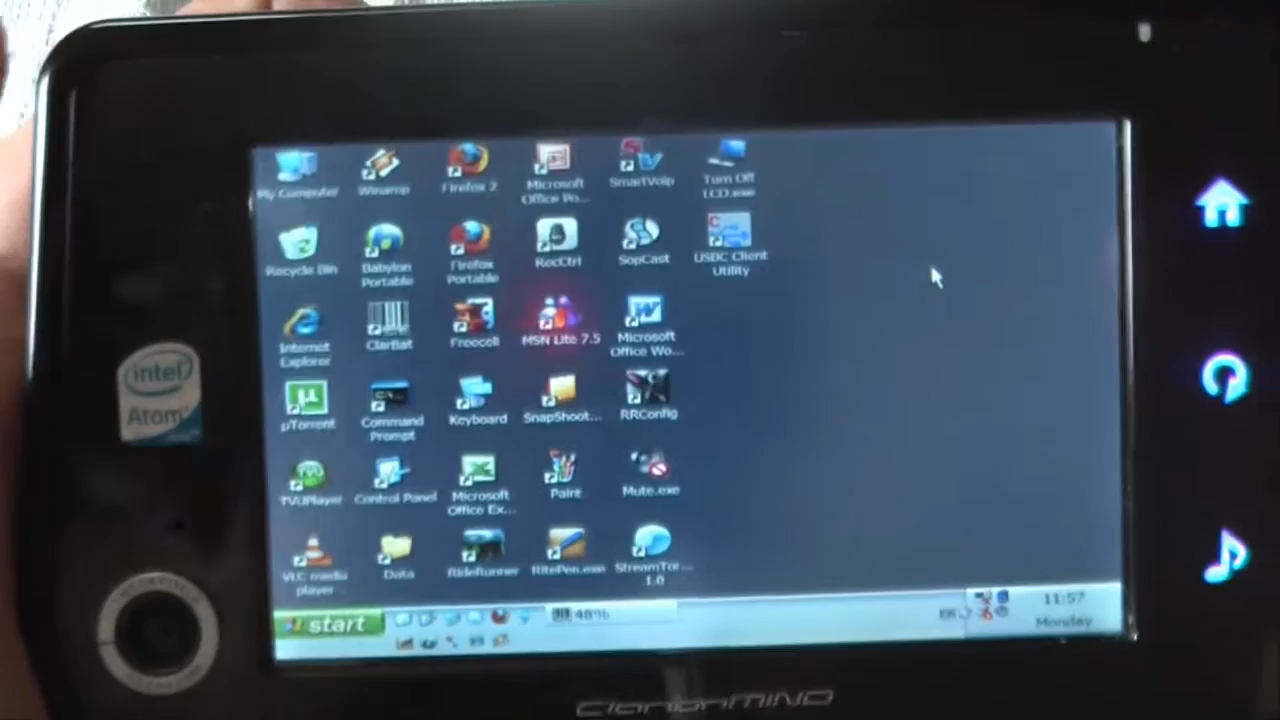 My Computer
Winamp
Firefox 2
Microsoft
Office Po...
SmartVoip
Turn Off
LCD.exe
Recycle Bin
Babylon
Portable
Firefox
Portable
RecCtrl
SopCast
USBC Client
Utility
Internet
Explorer
ClarBat
Freecell
MSN Lite 7.5
Microsoft
Office Wo...
µTorrent
Command
Prompt
Keyboard
SnapShoot...
RRConfig
TVUPlayer
Control Panel
Microsoft
Office Ex...
Paint
Mute.exe
VLC media
player
Data
RideRunner
RitePen.exe
StreamTor...
1.0
start
48%
EN
11:57
Monday
intel
Atom
ClarionMIND